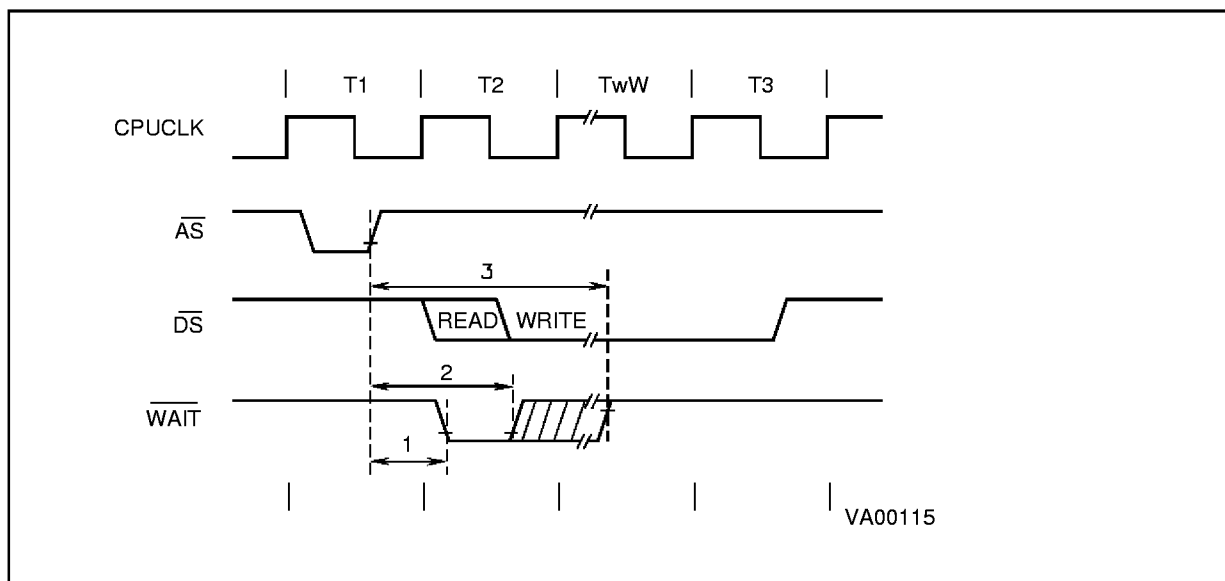 T1 T2 TwW T3
CPUCLK
AS
3
DS READ WRITE
2
WAIT
1
VA00115